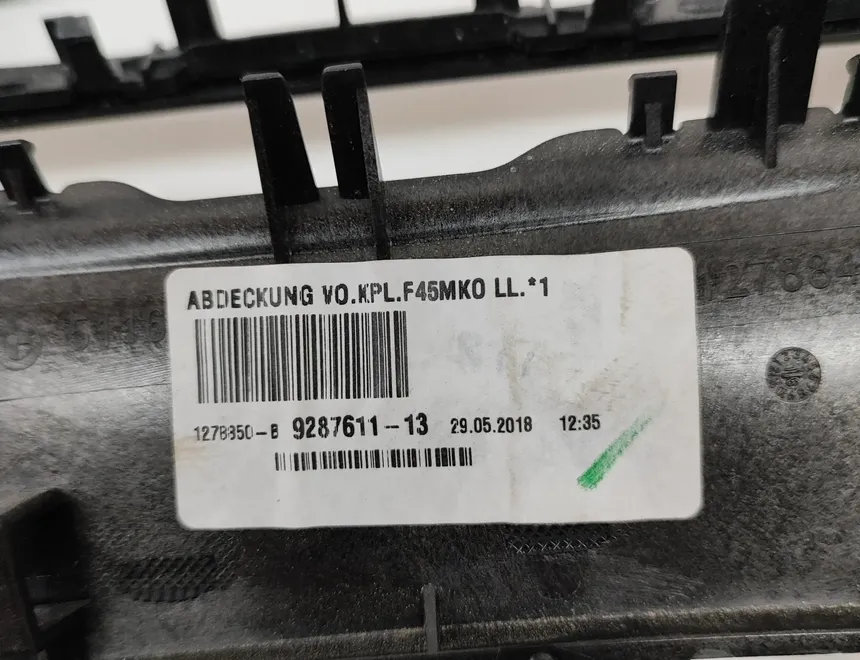 ABDECKUNG VO.KPL.F45MKO LL.*1
1278850-B 9287611-13 29.05.2018 12:35